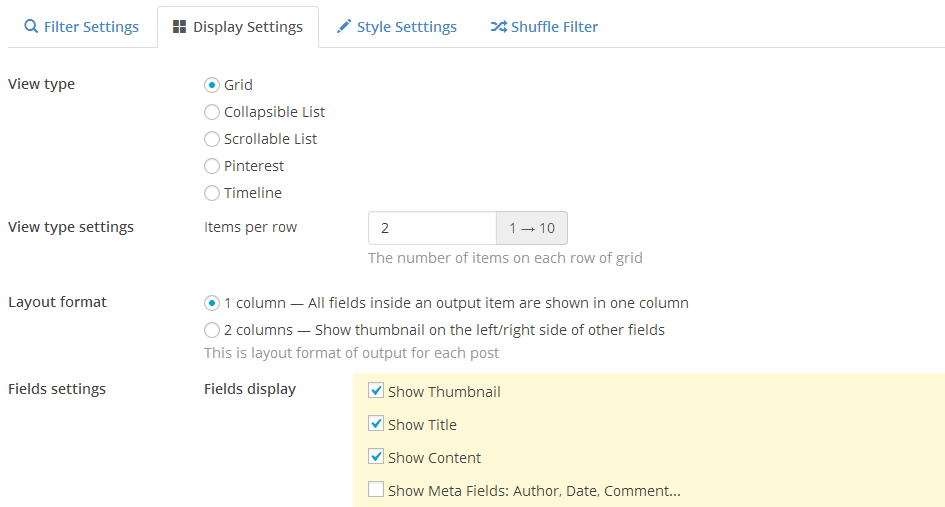 Filter Settings Display Settings Style Setttings Shuffle Filter
View type Grid
Collapsible List
Scrollable List
Pinterest
Timeline
View type settings Items per row 2 1 → 10
The number of items on each row of grid
Layout format 1 column — All fields inside an output item are shown in one column
2 columns — Show thumbnail on the left/right side of other fields
This is layout format of output for each post
Fields settings Fields display Show Thumbnail
Show Title
Show Content
Show Meta Fields: Author, Date, Comment...